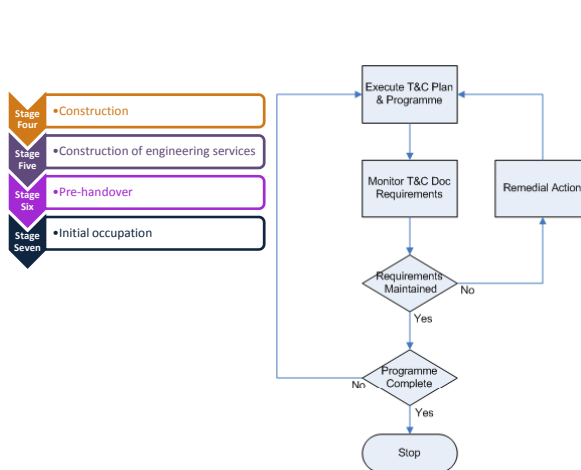 Stage
Four
•Construction
Stage
Five
•Construction of engineering services
Stage
Six
•Pre-handover
Stage
Seven
•Initial occupation
Execute T&C Plan
& Programme
Monitor T&C Doc
Requirements
Remedial Action
Requirements
Maintained
No
Yes
Programme
Complete
No
Yes
Stop